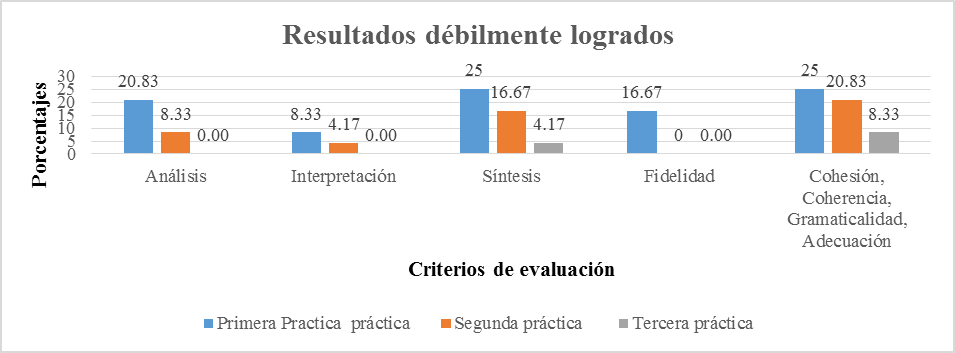 Resultados débilmente logrados
Porcentajes
30
25
20
15
10
5
0
20.83
8.33
0.00
8.33
4.17
0.00
25
16.67
4.17
16.67
0
0.00
25
20.83
8.33
Análisis
Interpretación
Síntesis
Fidelidad
Cohesión,
Coherencia,
Gramaticalidad,
Adecuación
Criterios de evaluación
Primera Practica  práctica
Segunda práctica
Tercera práctica